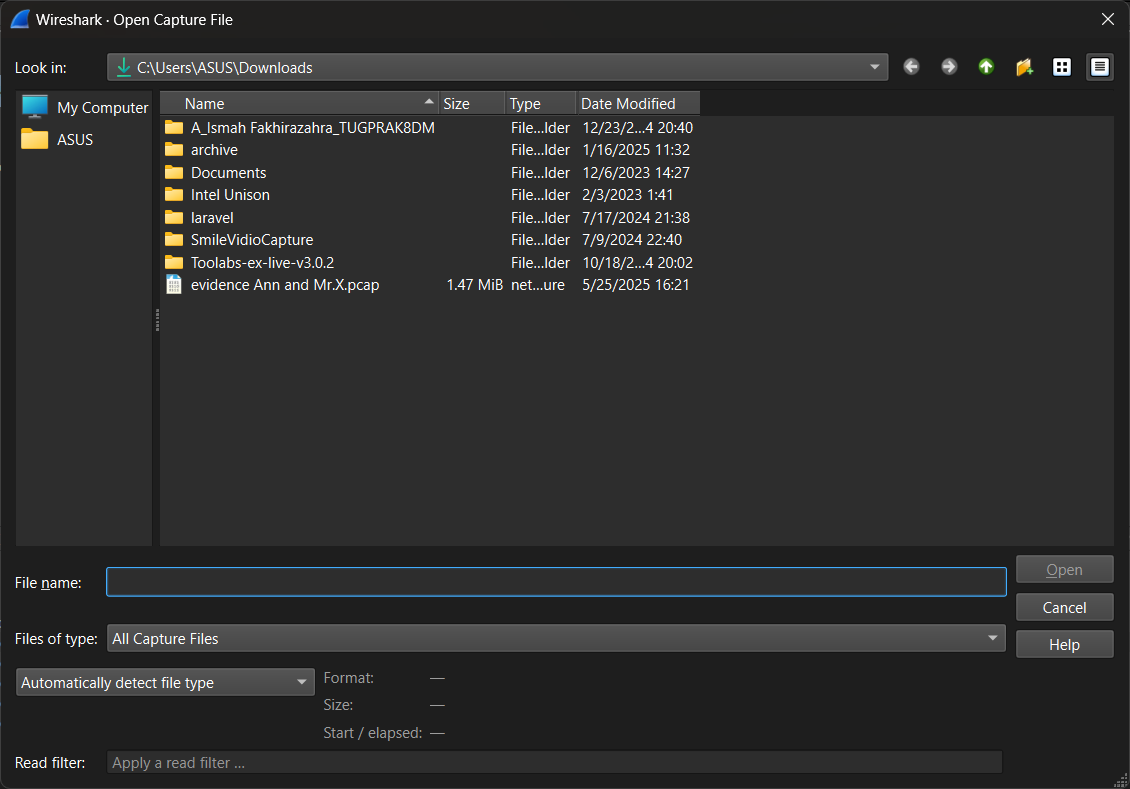 Wireshark · Open Capture File
Look in: C:\Users\ASUS\Downloads
My Computer
ASUS
Name Size Type Date Modified
A_Ismah Fakhirazahra_TUGPRAK8DM File...lder 12/23/2...4 20:40
archive File...lder 1/16/2025 11:32
Documents File...lder 12/6/2023 14:27
Intel Unison File...lder 2/3/2023 1:41
laravel File...lder 7/17/2024 21:38
SmileVidioCapture File...lder 7/9/2024 22:40
Toolabs-ex-live-v3.0.2 File...lder 10/18/2...4 20:02
evidence Ann and Mr.X.pcap 1.47 MiB net...ure 5/25/2025 16:21
File name:
Open
Cancel
Files of type: All Capture Files
Help
Automatically detect file type
Format: —
Size: —
Start / elapsed: —
Read filter: Apply a read filter ...